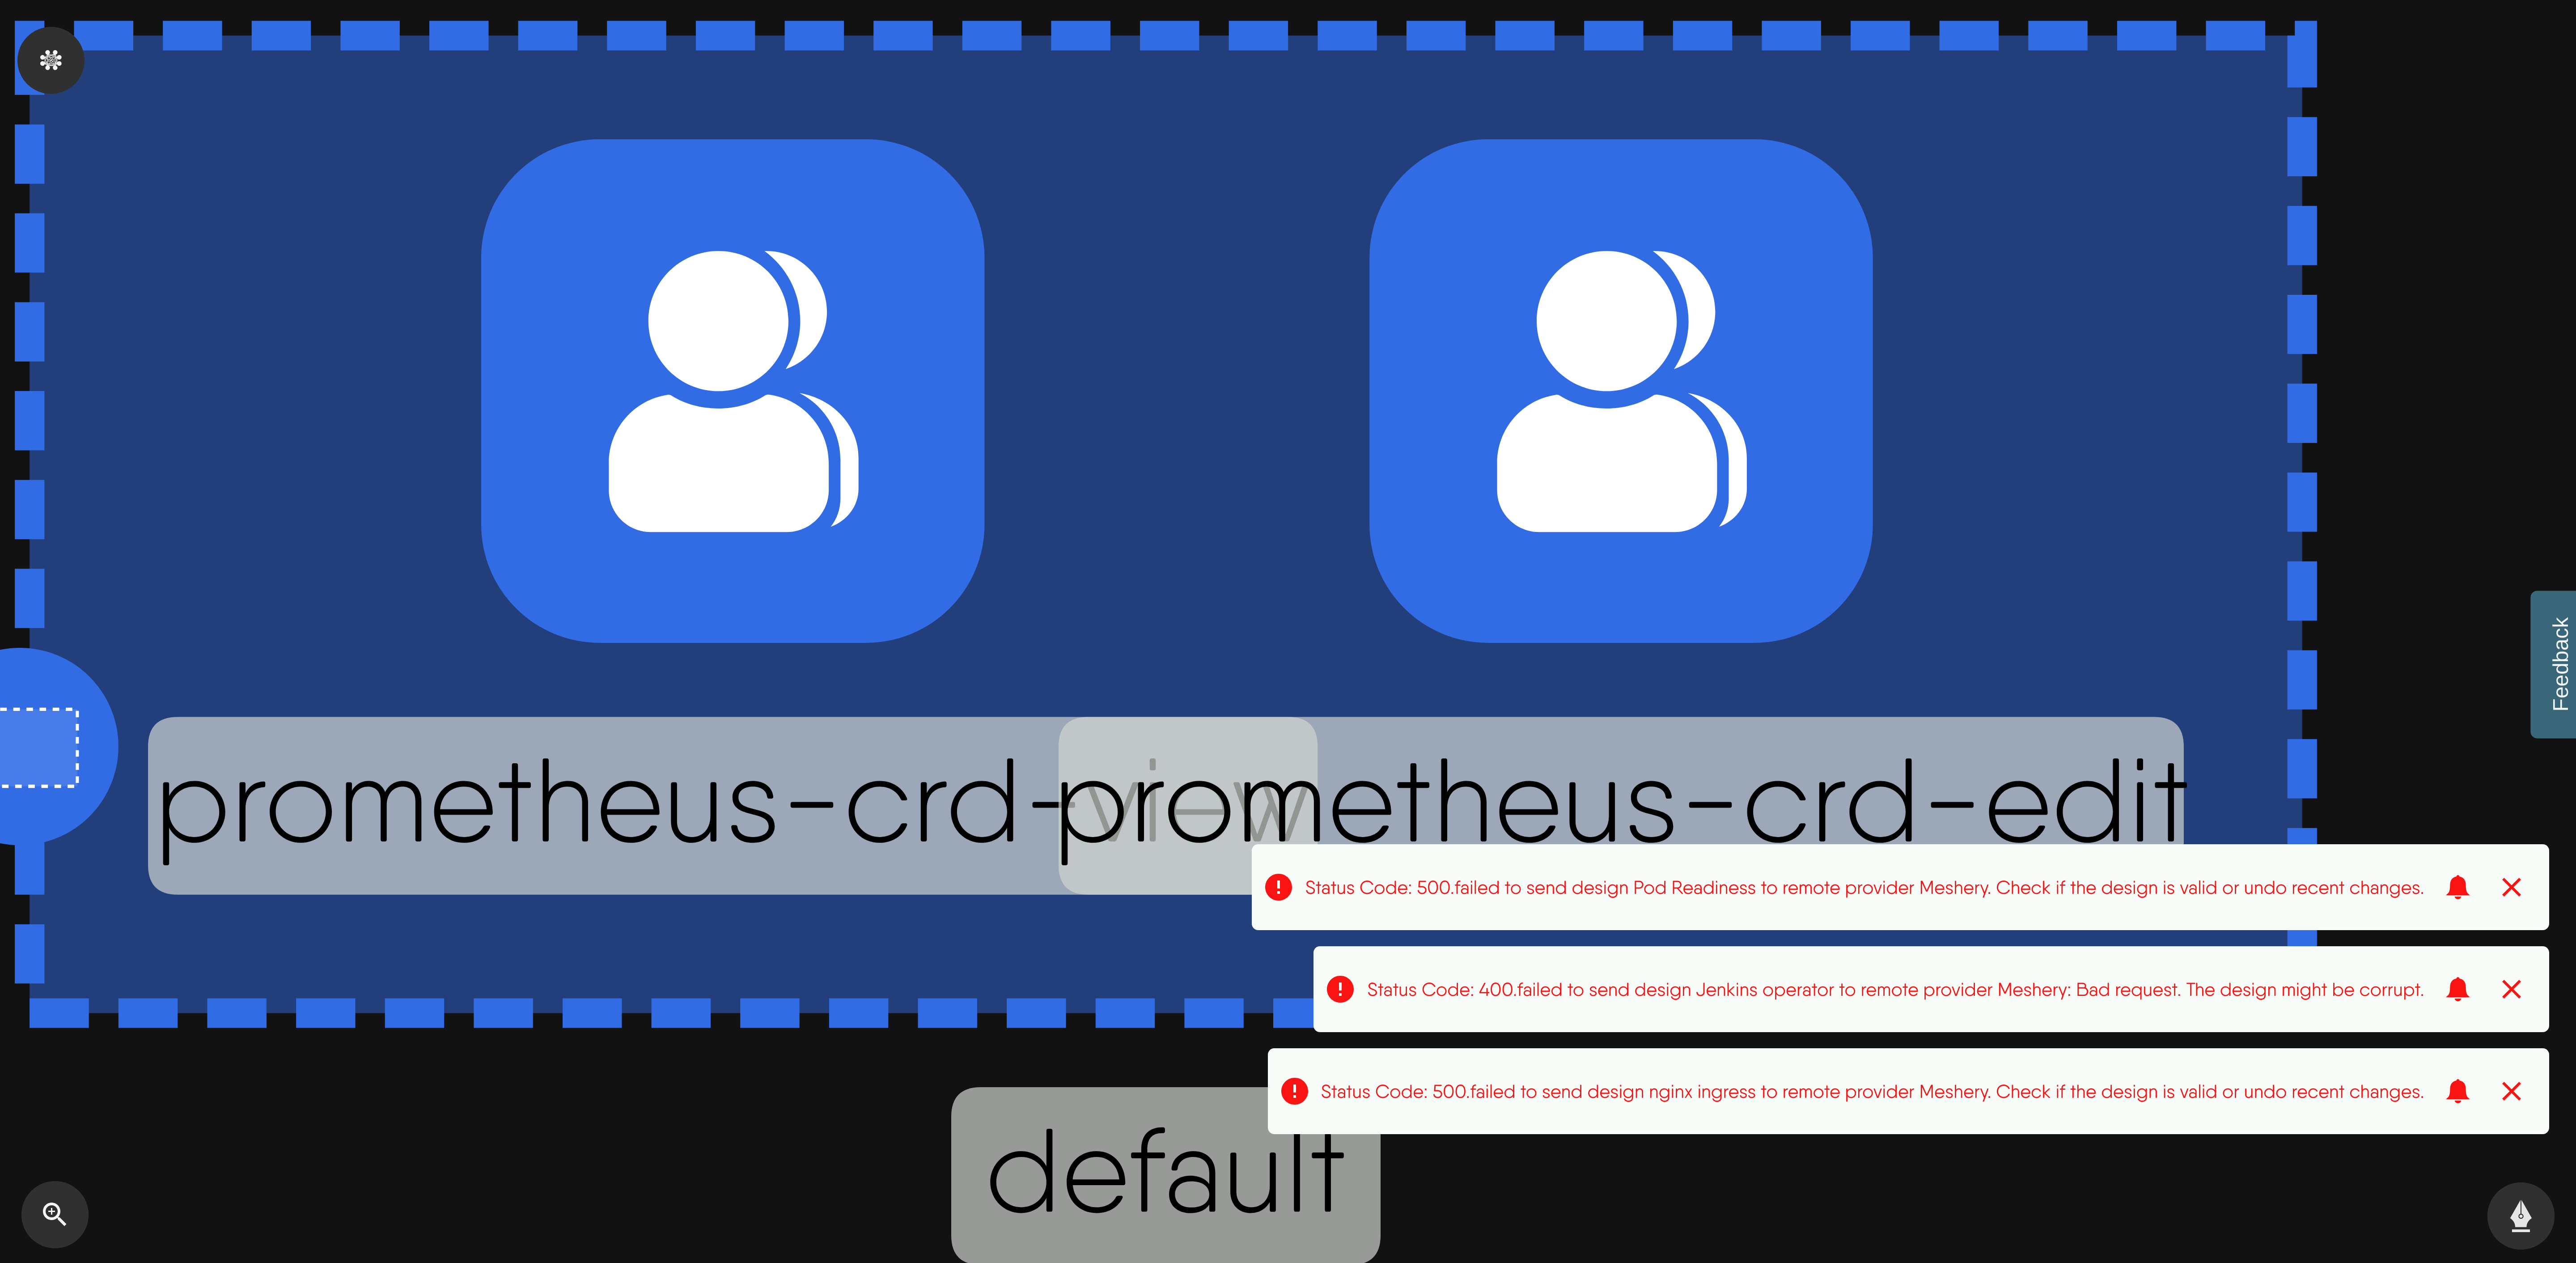 Feedback
prometheus-crd-view
prometheus-crd-edit
Status Code: 500.failed to send design Pod Readiness to remote provider Meshery. Check if the design is valid or undo recent changes.
Status Code: 400.failed to send design Jenkins operator to remote provider Meshery: Bad request. The design might be corrupt.
Status Code: 500.failed to send design nginx ingress to remote provider Meshery. Check if the design is valid or undo recent changes.
default